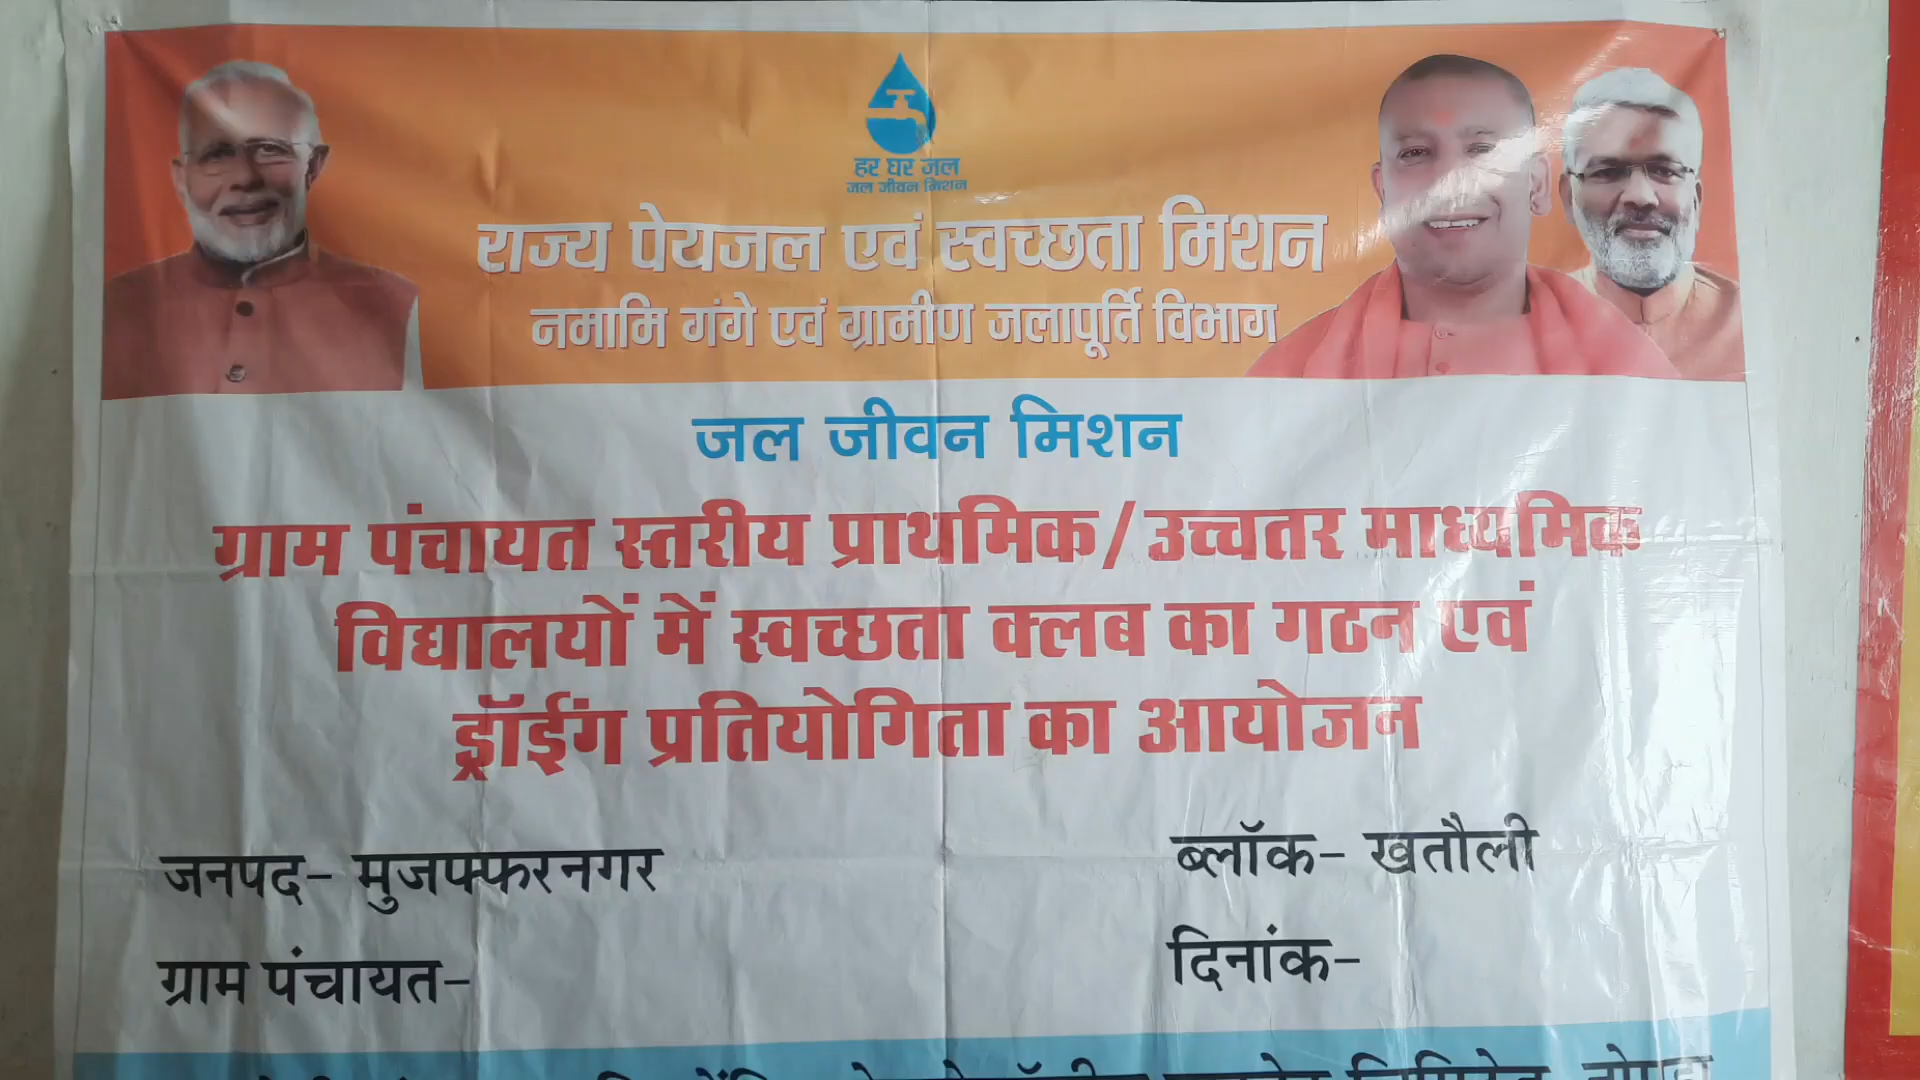 हर घर जल
जल जीवन मिशन
राज्य पेयजल एवं स्वच्छता मिशन
नमामि गंगे एवं ग्रामीण जलापूर्ति विभाग
जल जीवन मिशन
ग्राम पंचायत स्तरीय प्राथमिक/उच्चतर माध्यमिक
विद्यालयों में स्वच्छता क्लब का गठन एवं
ड्रॉईंग प्रतियोगिता का आयोजन
जनपद- मुजफ्फरनगर
ब्लॉक- खतौली
ग्राम पंचायत-
दिनांक-